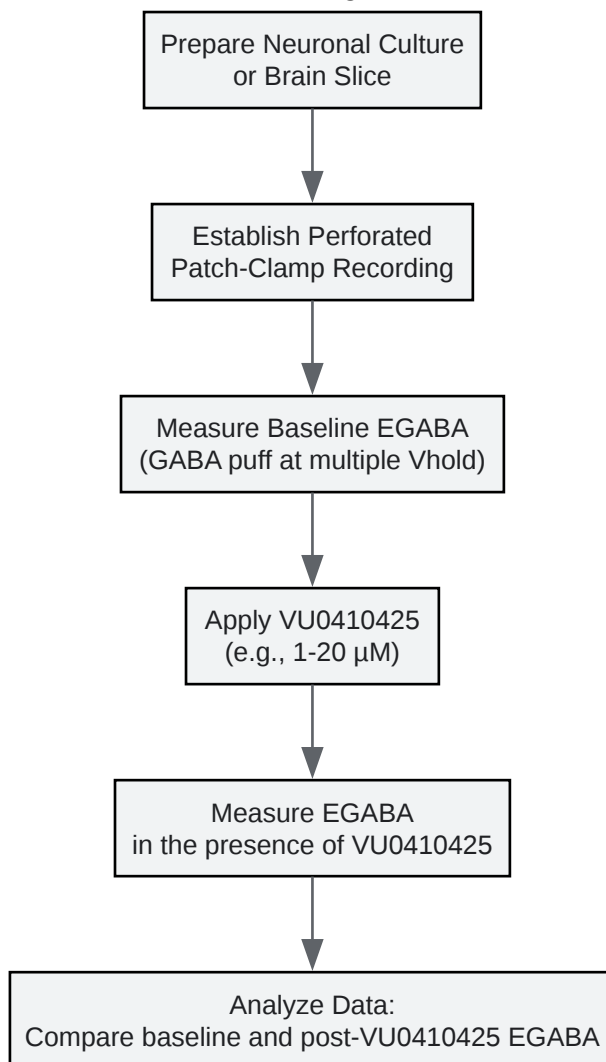 Prepare Neuronal Culture
or Brain Slice
Establish Perforated
Patch-Clamp Recording
Measure Baseline EGABA
(GABA puff at multiple Vhold)
Apply VU0410425
(e.g., 1-20 µM)
Measure EGABA
in the presence of VU0410425
Analyze Data:
Compare baseline and post-VU0410425 EGABA